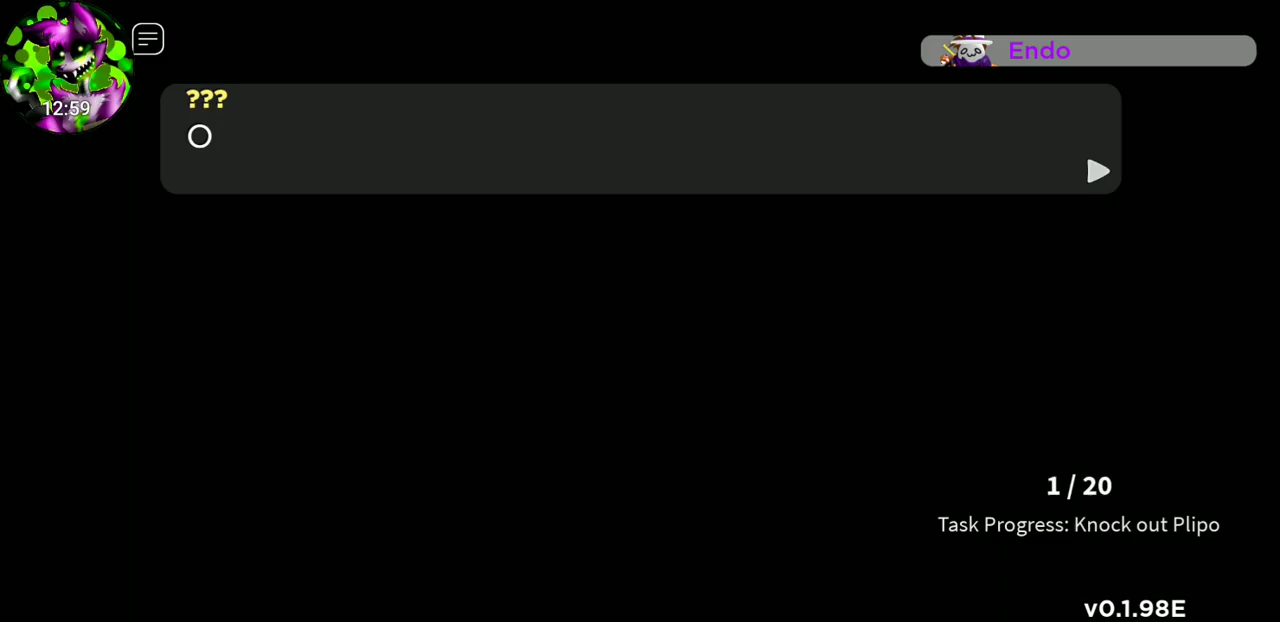 12:59
Endo
???
O
1 / 20
Task Progress: Knock out Plipo
v0.1.98E